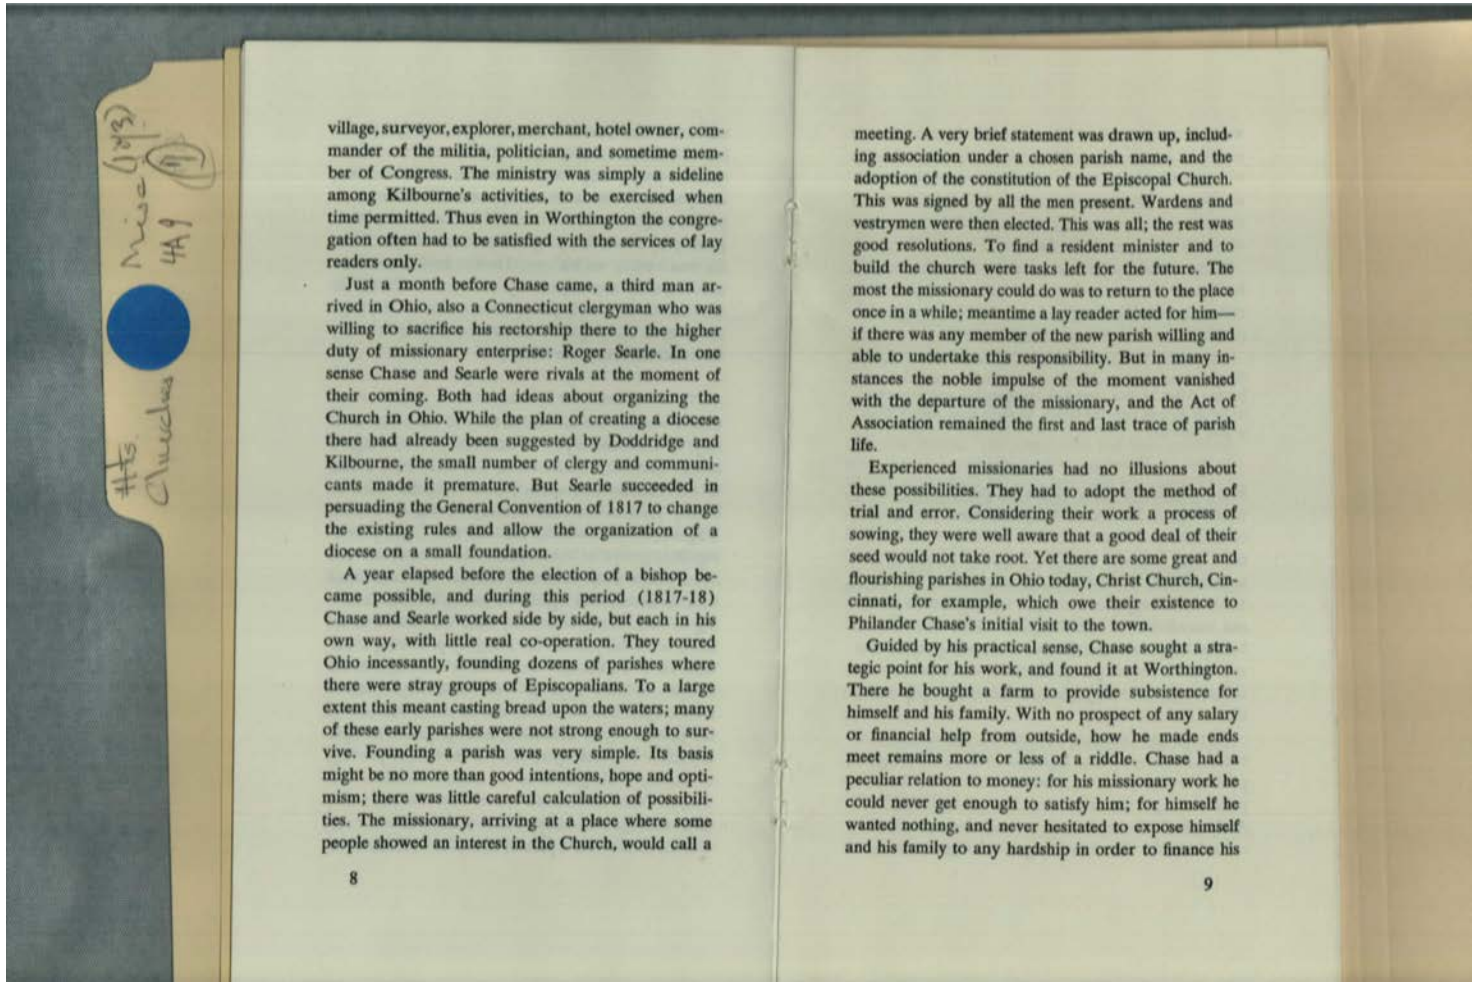 Misc (1 of 3)
4A9
Hts.
Churches
village, surveyor, explorer, merchant, hotel owner, com-
mander of the militia, politician, and sometime mem-
ber of Congress. The ministry was simply a sideline
among Kilbourne's activities, to be exercised when
time permitted. Thus even in Worthington the congre-
gation often had to be satisfied with the services of lay
readers only.
Just a month before Chase came, a third man ar-
rived in Ohio, also a Connecticut clergyman who was
willing to sacrifice his rectorship there to the higher
duty of missionary enterprise: Roger Searle. In one
sense Chase and Searle were rivals at the moment of
their coming. Both had ideas about organizing the
Church in Ohio. While the plan of creating a diocese
there had already been suggested by Doddridge and
Kilbourne, the small number of clergy and communi-
cants made it premature. But Searle succeeded in
persuading the General Convention of 1817 to change
the existing rules and allow the organization of a
diocese on a small foundation.
A year elapsed before the election of a bishop be-
came possible, and during this period (1817-18)
Chase and Searle worked side by side, but each in his
own way, with little real co-operation. They toured
Ohio incessantly, founding dozens of parishes where
there were stray groups of Episcopalians. To a large
extent this meant casting bread upon the waters; many
of these early parishes were not strong enough to sur-
vive. Founding a parish was very simple. Its basis
might be no more than good intentions, hope and opti-
mism; there was little careful calculation of possibili-
ties. The missionary, arriving at a place where some
people showed an interest in the Church, would call a
8
meeting. A very brief statement was drawn up, includ-
ing association under a chosen parish name, and the
adoption of the constitution of the Episcopal Church.
This was signed by all the men present. Wardens and
vestrymen were then elected. This was all; the rest was
good resolutions. To find a resident minister and to
build the church were tasks left for the future. The
most the missionary could do was to return to the place
once in a while; meantime a lay reader acted for him—
if there was any member of the new parish willing and
able to undertake this responsibility. But in many in-
stances the noble impulse of the moment vanished
with the departure of the missionary, and the Act of
Association remained the first and last trace of parish
life.
Experienced missionaries had no illusions about
these possibilities. They had to adopt the method of
trial and error. Considering their work a process of
sowing, they were well aware that a good deal of their
seed would not take root. Yet there are some great and
flourishing parishes in Ohio today, Christ Church, Cin-
cinnati, for example, which owe their existence to
Philander Chase's initial visit to the town.
Guided by his practical sense, Chase sought a stra-
tegic point for his work, and found it at Worthington.
There he bought a farm to provide subsistence for
himself and his family. With no prospect of any salary
or financial help from outside, how he made ends
meet remains more or less of a riddle. Chase had a
peculiar relation to money: for his missionary work he
could never get enough to satisfy him; for himself he
wanted nothing, and never hesitated to expose himself
and his family to any hardship in order to finance his
9